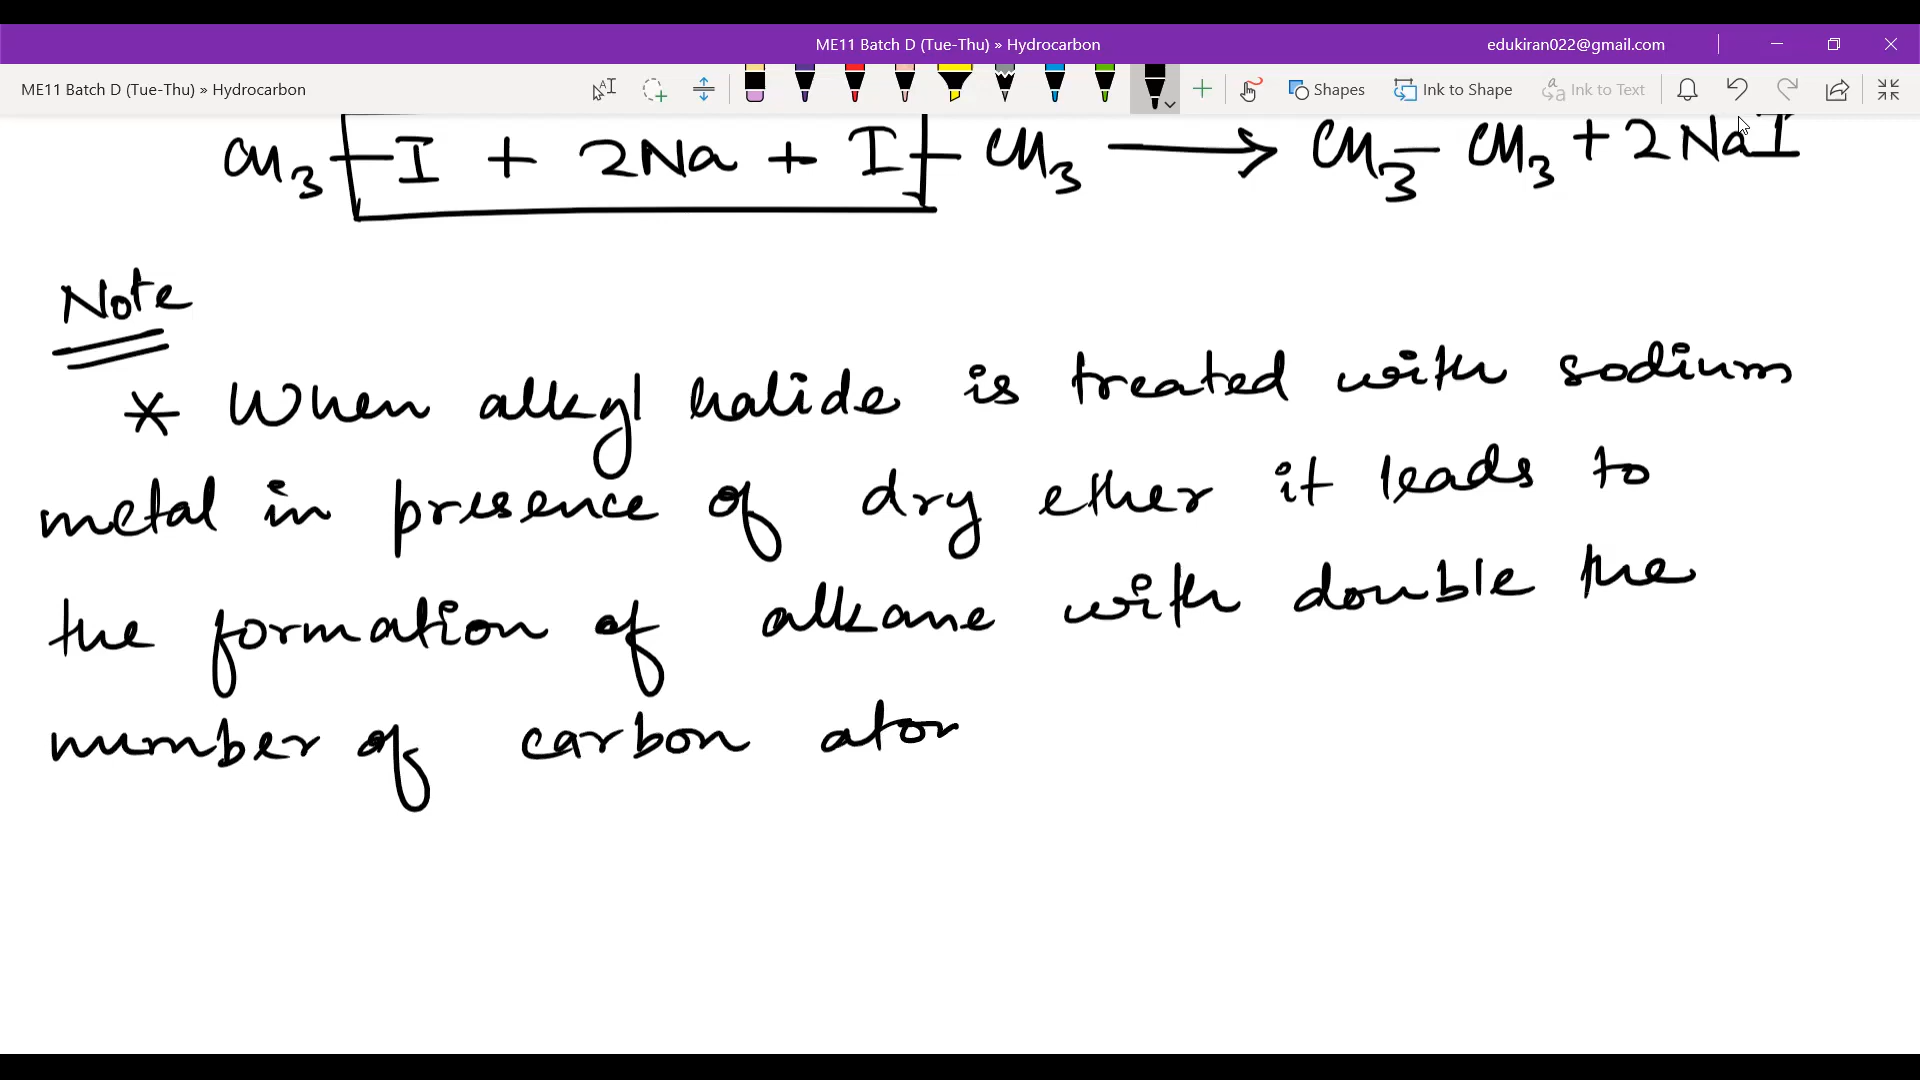 ME11 Batch D (Tue-Thu) » Hydrocarbon
edukiran022@gmail.com
ME11 Batch D (Tue-Thu) » Hydrocarbon
Shapes
Ink to Shape
Ink to Text
CH3 - I + 2Na + I - CH3 ⟶ CH3 - CH3 + 2NaI
Note
* When alkyl halide is treated with sodium
metal in presence of dry ether it leads to
the formation of alkane with double the
number of carbon